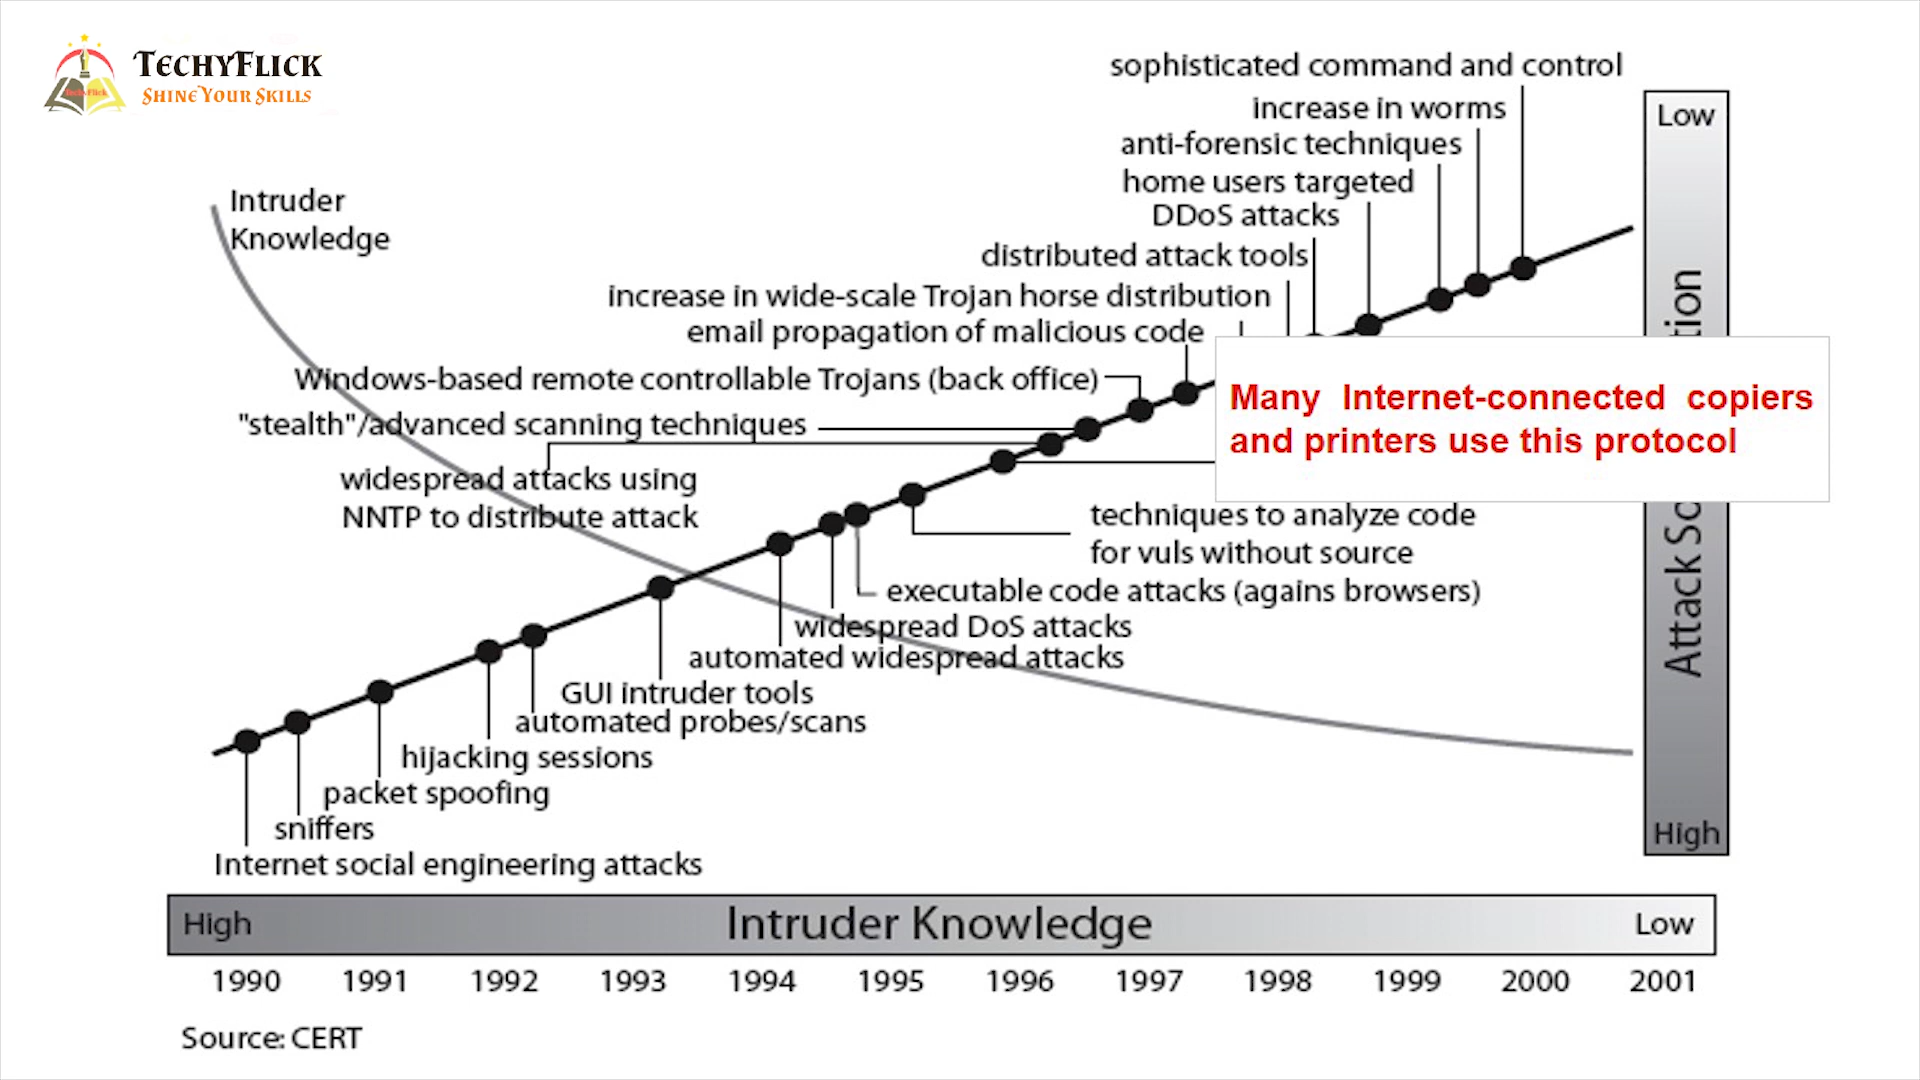 TECHYFLICK
SHINE YOUR SKILLS
sophisticated command and control
increase in worms
Low
anti-forensic techniques
home users targeted
DDoS attacks
Intruder
Knowledge
distributed attack tools
increase in wide-scale Trojan horse distribution
email propagation of malicious code
Windows-based remote controllable Trojans (back office)
"stealth"/advanced scanning techniques
widespread attacks using
NNTP to distribute attack
Many Internet-connected copiers
and printers use this protocol
techniques to analyze code
for vuls without source
executable code attacks (agains browsers)
widespread DoS attacks
automated widespread attacks
GUI intruder tools
automated probes/scans
hijacking sessions
packet spoofing
sniffers
Internet social engineering attacks
Attack
High
High Intruder Knowledge Low
1990 1991 1992 1993 1994 1995 1996 1997 1998 1999 2000 2001
Source: CERT